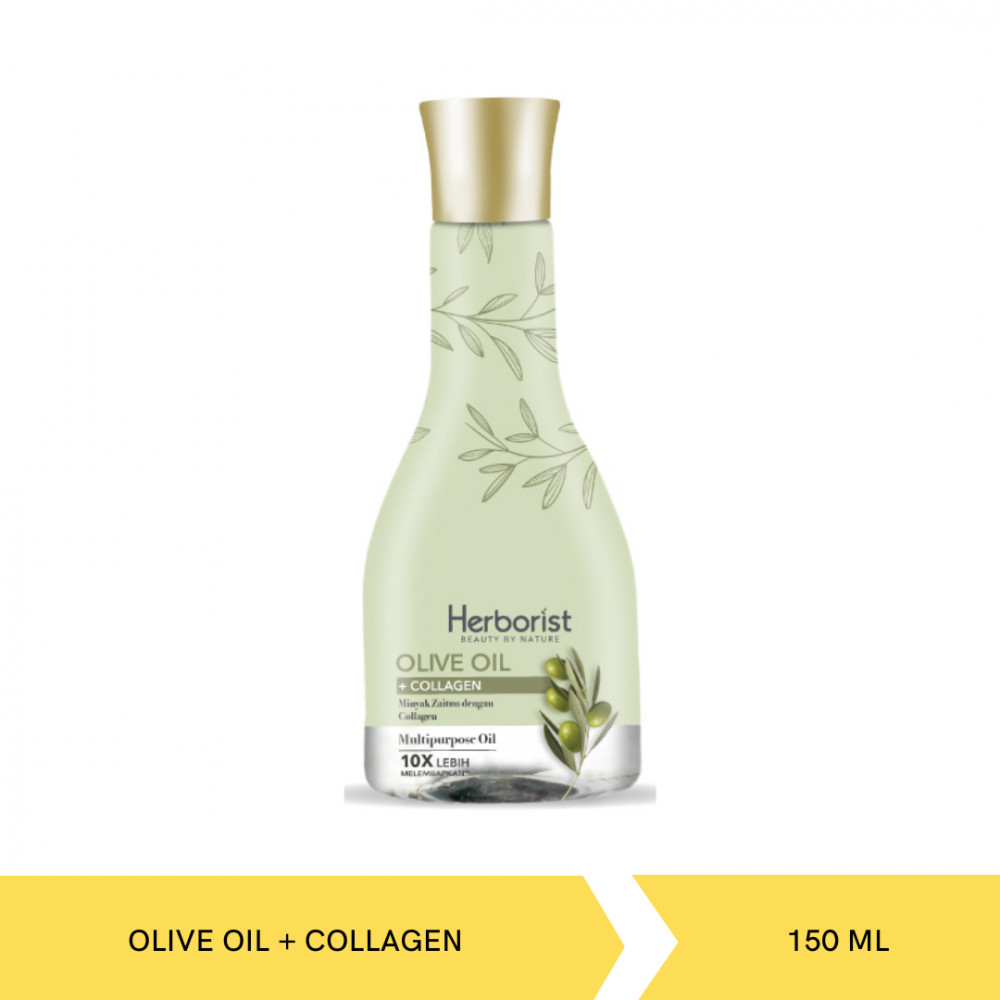 Herborist
BEAUTY BY NATURE
OLIVE OIL
+ COLLAGEN
Minyak Zaitun dengan
Collagen
Multipurpose Oil
10X LEBIH
MELEMBAPKAN*
OLIVE OIL + COLLAGEN
150 ML